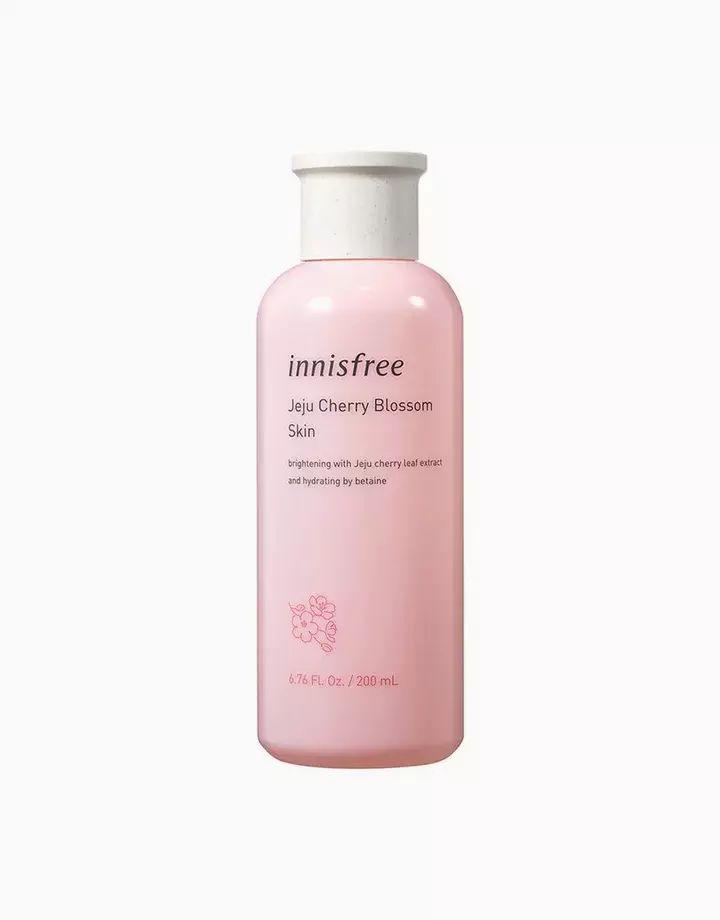 innisfree
Jeju Cherry Blossom
Skin
brightening with Jeju cherry leaf extract
and hydrating by betaine
6.76 FL. Oz. / 200 mL